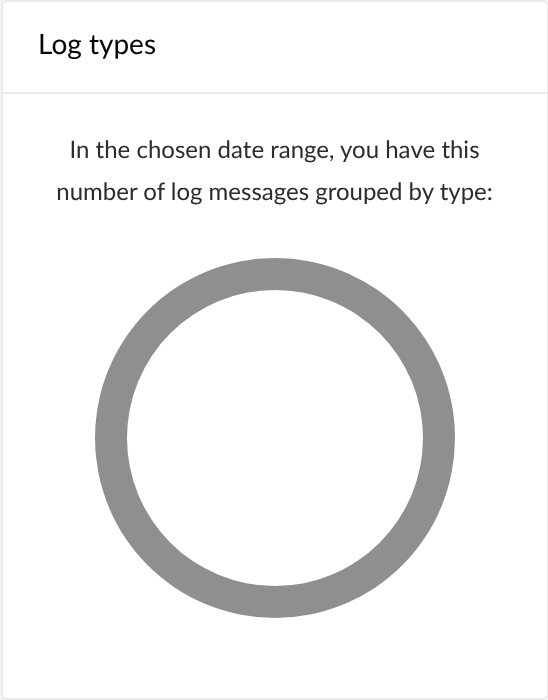 Log types
In the chosen date range, you have this
number of log messages grouped by type: